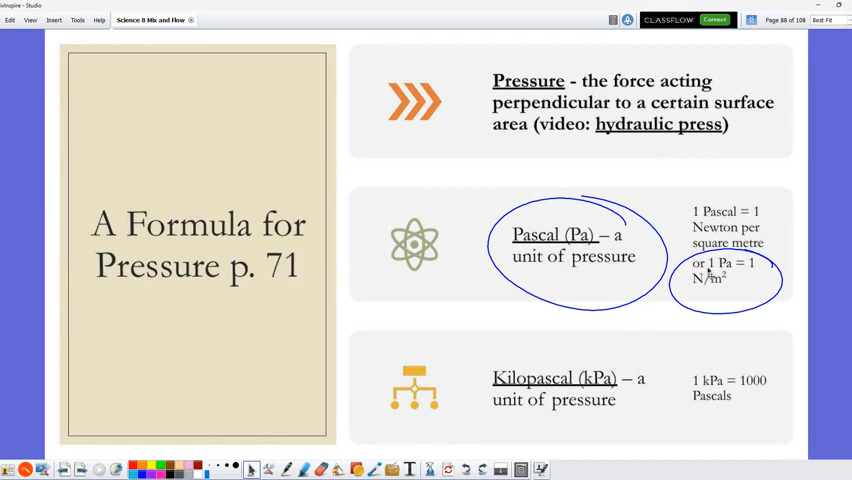 ivInspire - Studio
Edit View Insert Tools Help
Science 8 Mix and Flow
CLASSFLOW Connect
Page 88 of 108
Best Fit
A Formula for
Pressure p. 71
Pressure - the force acting
perpendicular to a certain surface
area (video: hydraulic press)
Pascal (Pa) – a
unit of pressure
1 Pascal = 1
Newton per
square metre
or 1 Pa = 1
N/m²
Kilopascal (kPa) – a
unit of pressure
1 kPa = 1000
Pascals